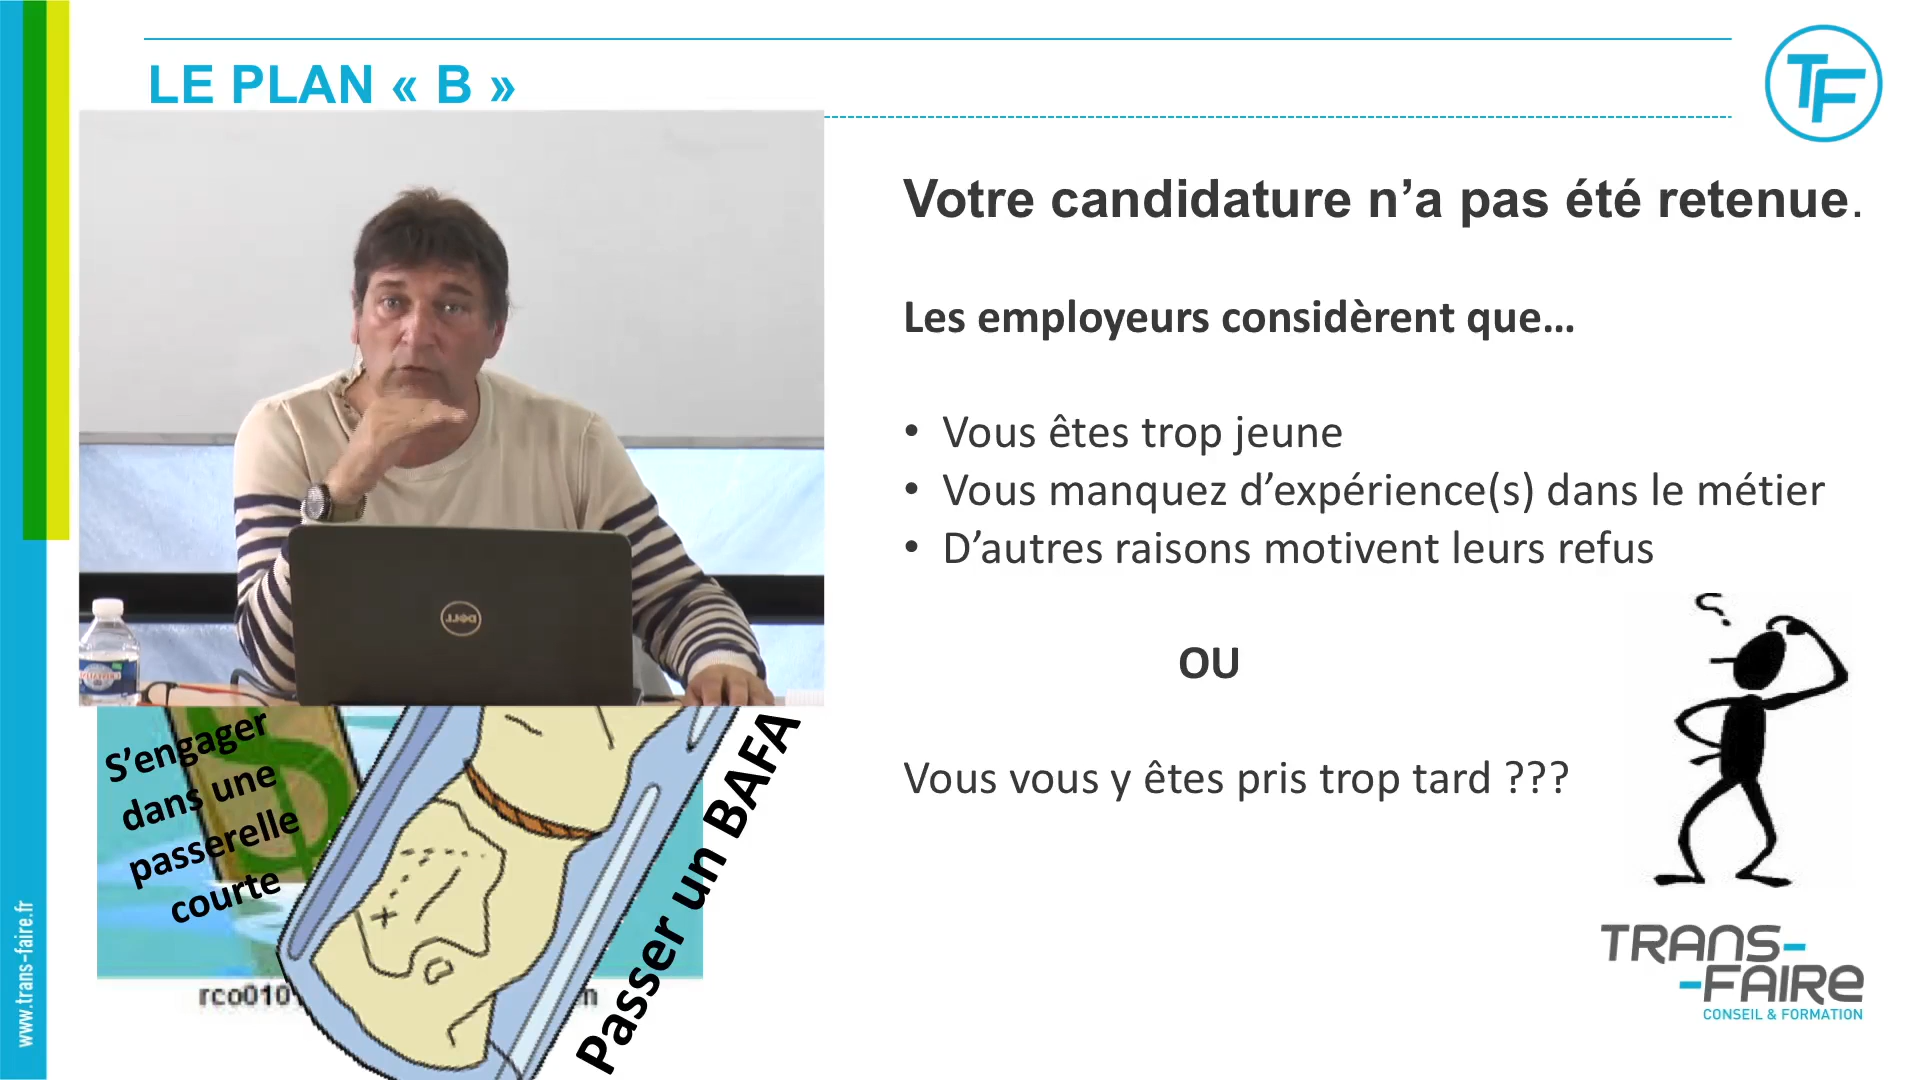 LE PLAN « B »
TF
Votre candidature n’a pas été retenue.
Les employeurs considèrent que…
• Vous êtes trop jeune
• Vous manquez d’expérience(s) dans le métier
• D’autres raisons motivent leurs refus
OU
Vous vous y êtes pris trop tard ???
DELL
S’engager
dans une
passerelle
courte
Passer un BAFA
rco010
TRANS-
-FAIRE
CONSEIL & FORMATION
www.trans-faire.fr